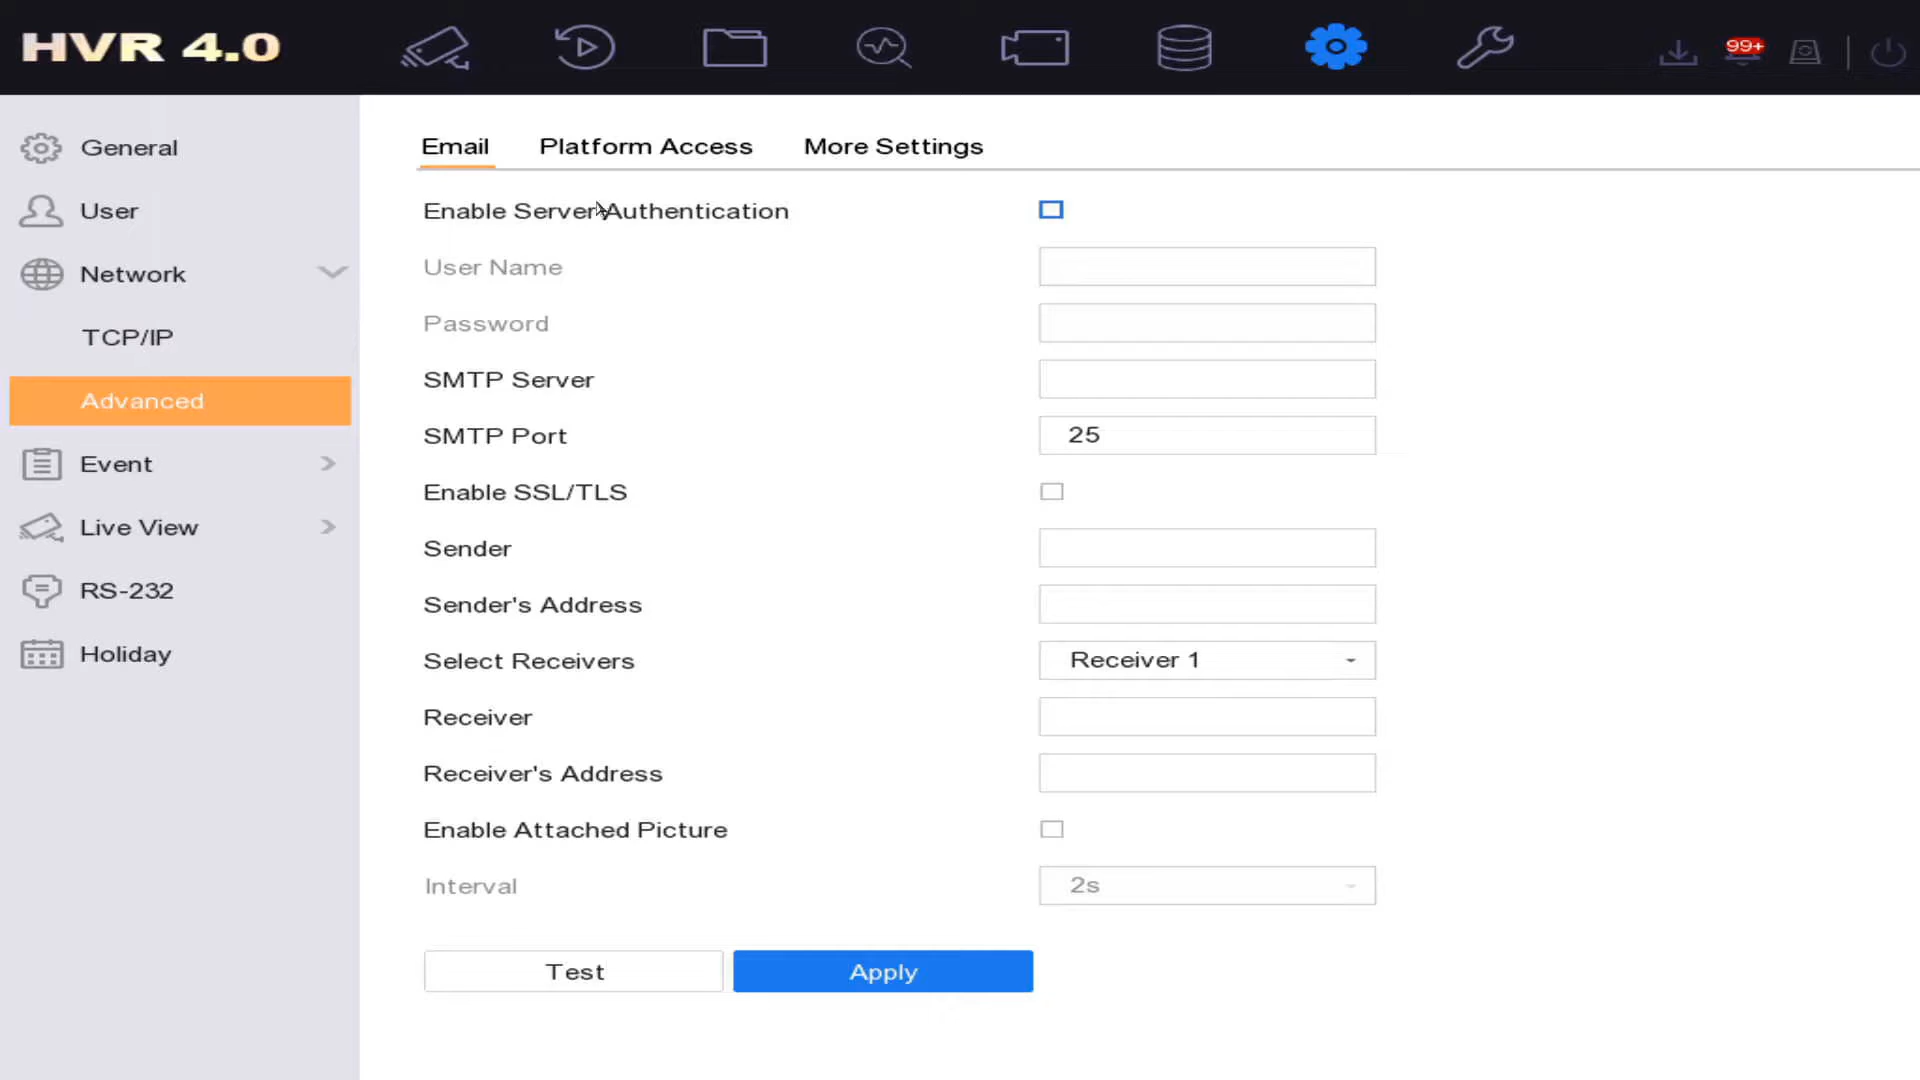 HVR 4.0
99+
General
User
Network
TCP/IP
Advanced
Event
Live View
RS-232
Holiday
Email Platform Access More Settings
Enable Server Authentication
User Name
Password
SMTP Server
SMTP Port 25
Enable SSL/TLS
Sender
Sender's Address
Select Receivers Receiver 1
Receiver
Receiver's Address
Enable Attached Picture
Interval 2s
Test Apply